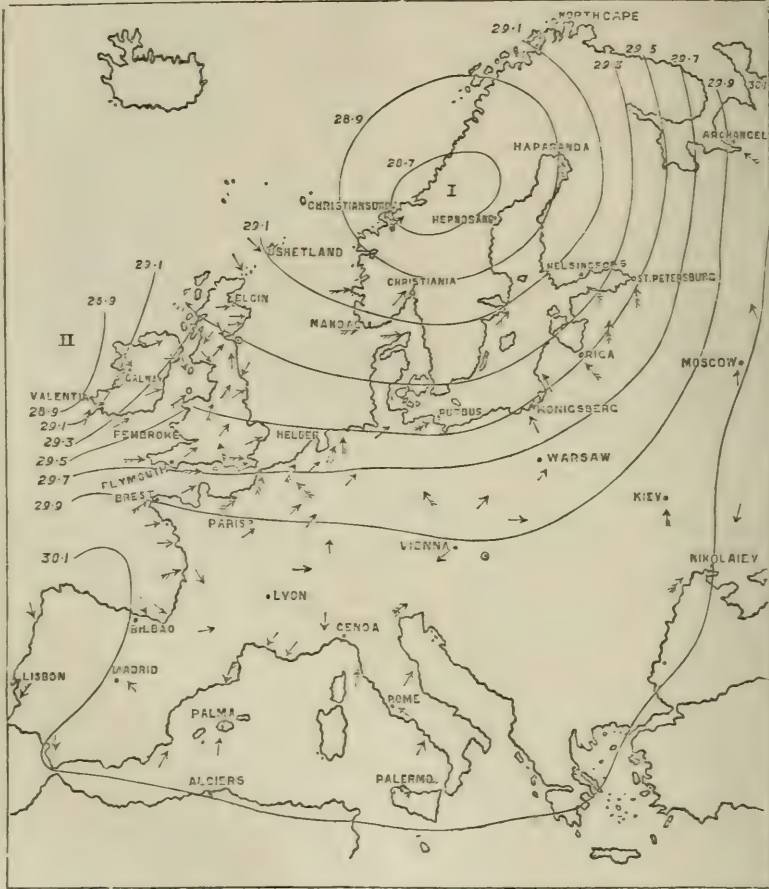 NORTHCAPE
29.1
29.5
29.3
29.7
29.9
30.1
28.9
ARCHANGEL
HAPARANDA
28.7
I
CHRISTIANSUND
HERNOSAND
29.1
SHETLAND
HELSINGFORS
ST. PETERSBURG
29.1
CHRISTIANIA
28.9
ELGIN
MANDAL
II
RIGA
MOSCOW
GALWAY
VALENTIA
28.9
PUTBUS
KÖNIGSBERG
29.1
PEMBROKE
HELDER
29.3
29.5
WARSAW
29.7
PLYMOUTH
29.9
BREST
KIEV
PARIS
VIENNA
30.1
NIKOLAIEV
LYON
BILBAO
GENOA
LISBON
MADRID
ROME
PALMA
ALGIERS
PALERMO